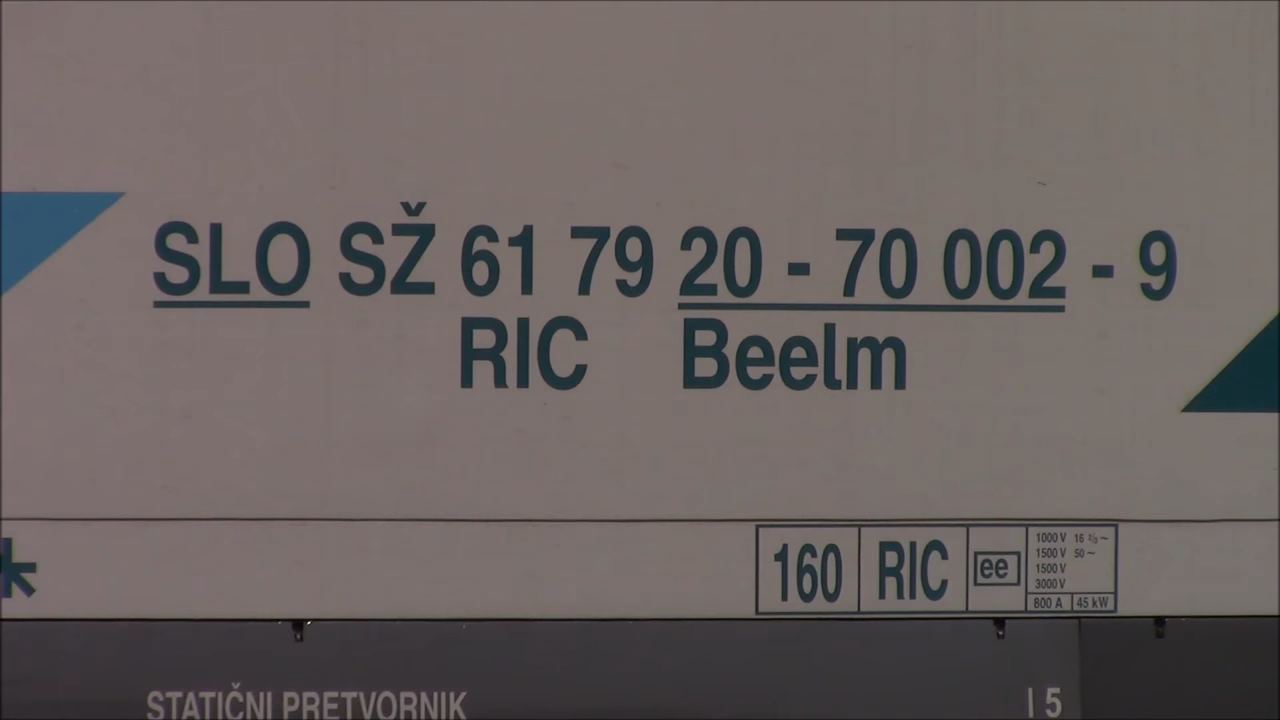 SLO SŽ 61 79 20 - 70 002 - 9
RIC Beelm
160 RIC ee
1000 V 16 ⅔ ~
1500 V 50 ~
1500 V
3000 V
800 A 45 kW
STATIČNI PRETVORNIK I 5